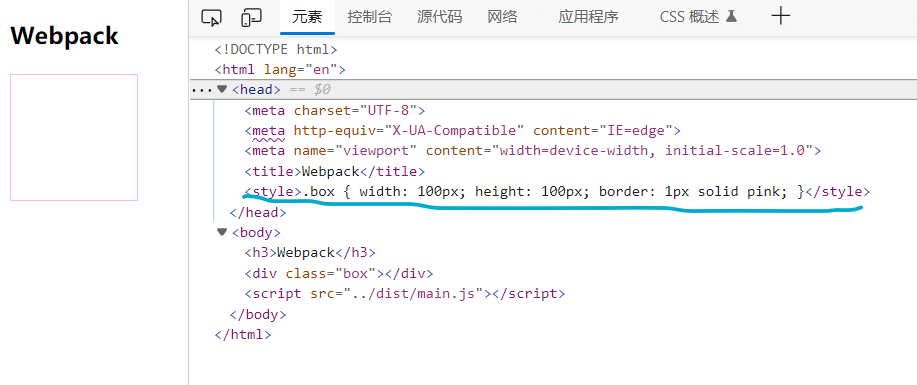 Webpack
元素 控制台 源代码 网络 应用程序 CSS 概述
<!DOCTYPE html>
<html lang="en">
··· <head> == $0
<meta charset="UTF-8">
<meta http-equiv="X-UA-Compatible" content="IE=edge">
<meta name="viewport" content="width=device-width, initial-scale=1.0">
<title>Webpack</title>
<style>.box { width: 100px; height: 100px; border: 1px solid pink; }</style>
</head>
<body>
<h3>Webpack</h3>
<div class="box"></div>
<script src="../dist/main.js"></script>
</body>
</html>